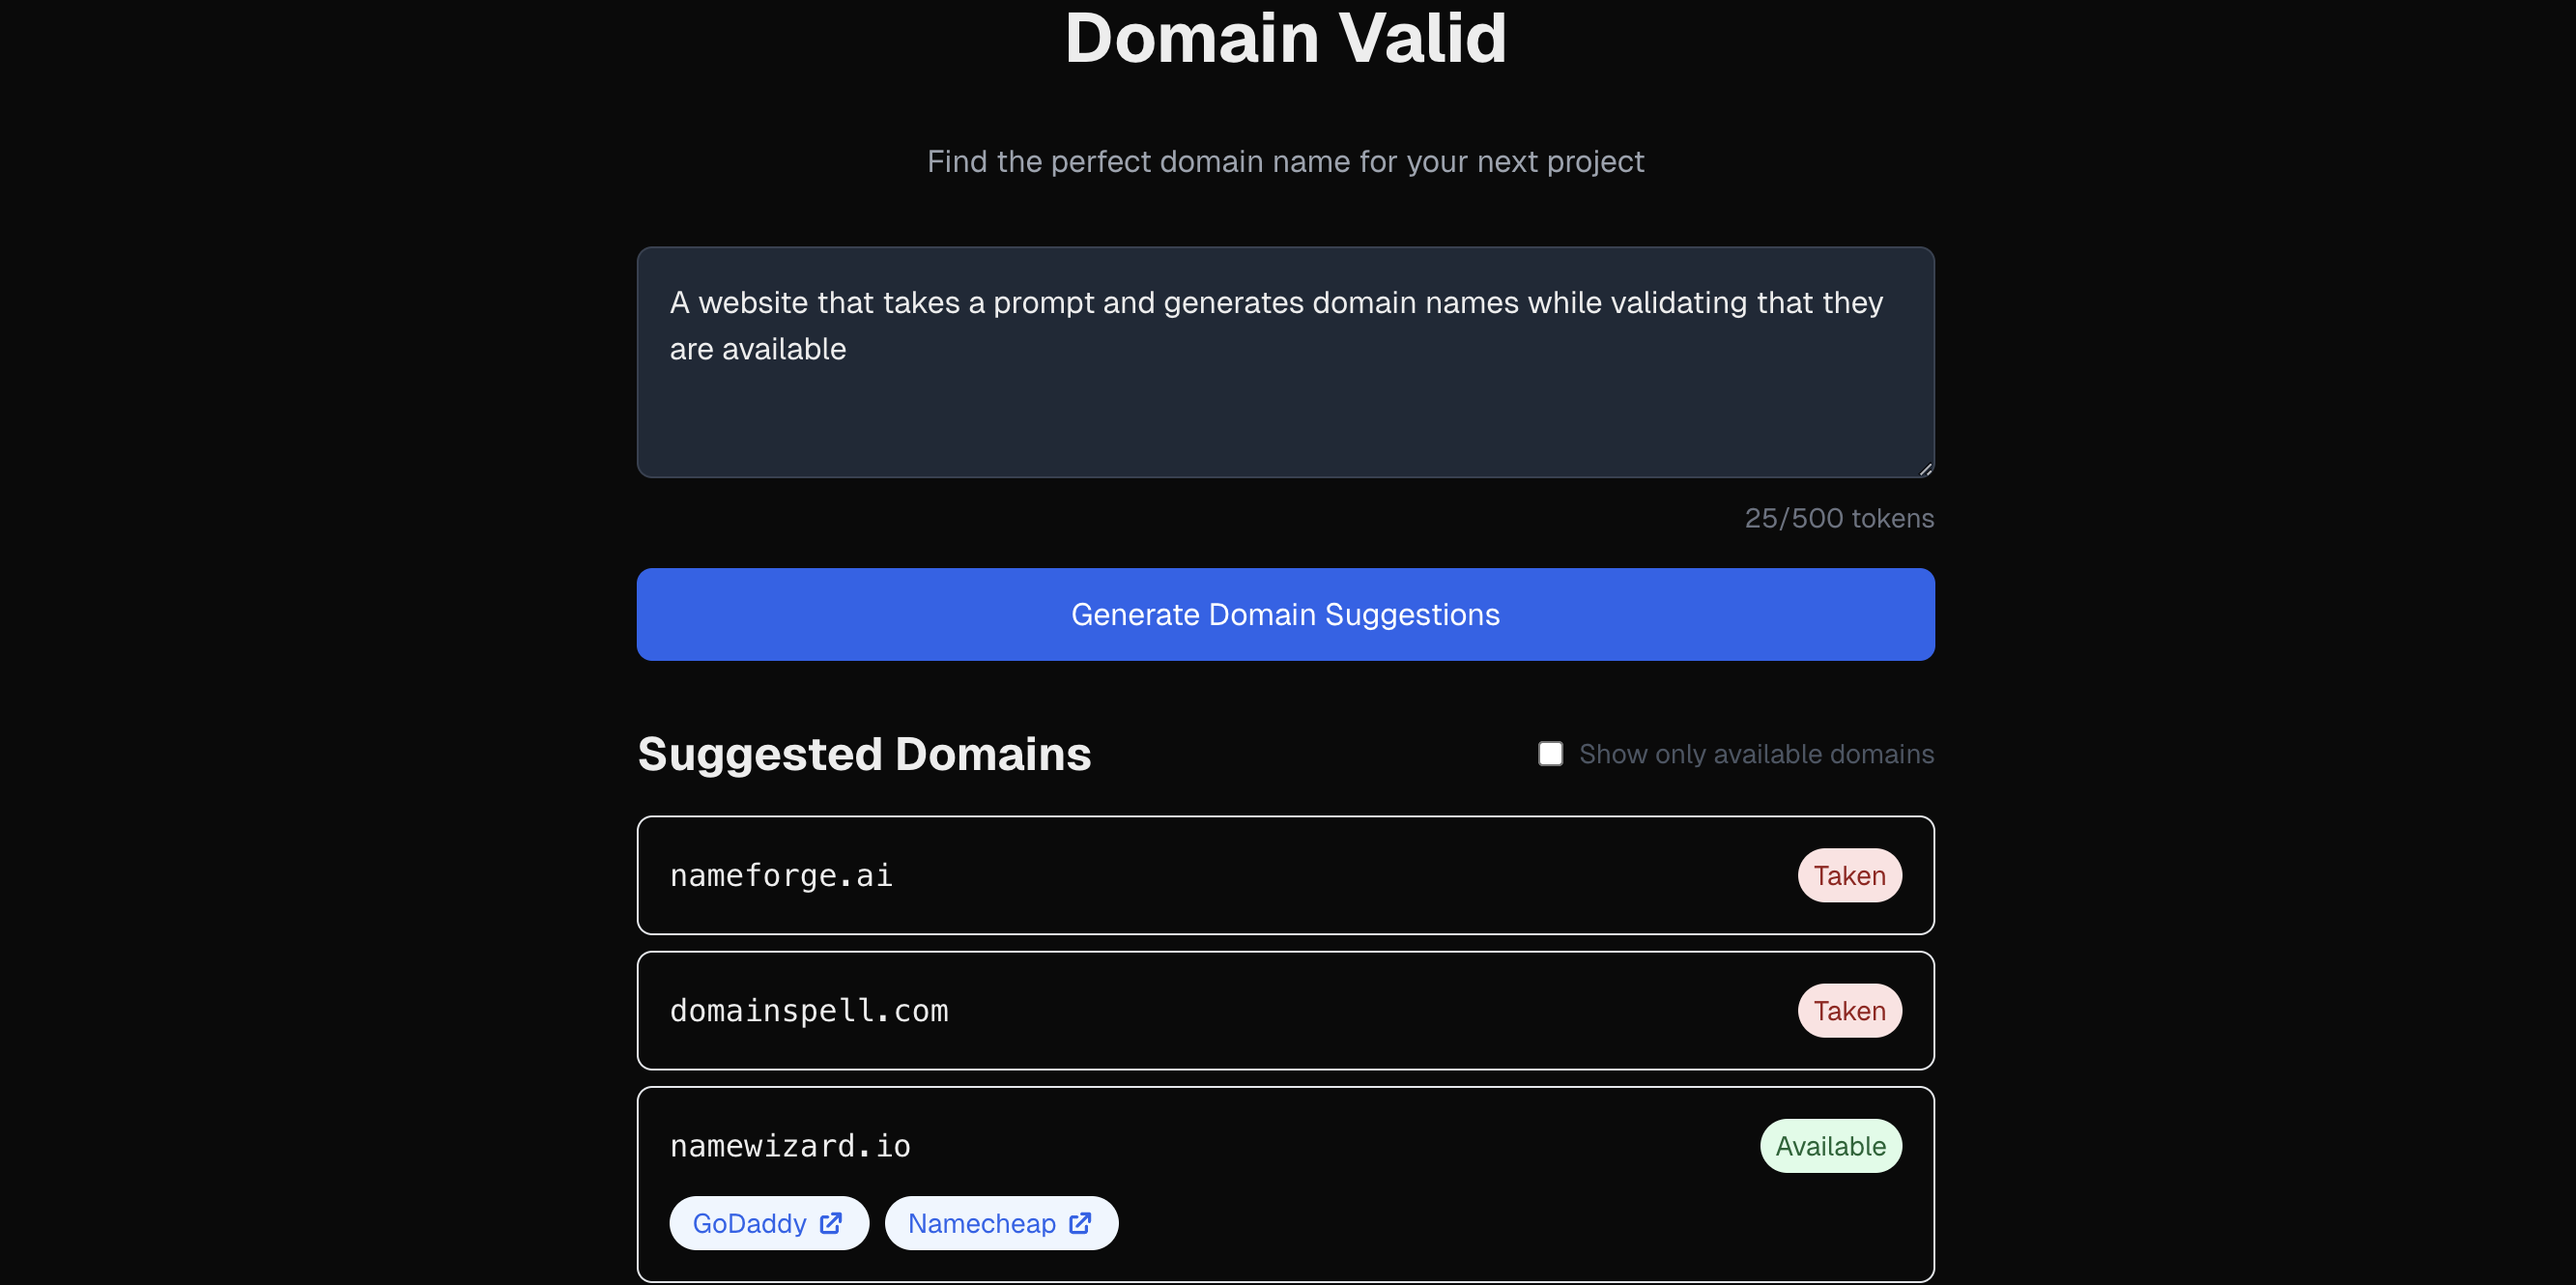 Domain Valid
Find the perfect domain name for your next project
A website that takes a prompt and generates domain names while validating that they
are available
25/500 tokens
Generate Domain Suggestions
Suggested Domains
Show only available domains
nameforge.ai
Taken
domainspell.com
Taken
namewizard.io
Available
GoDaddy
Namecheap